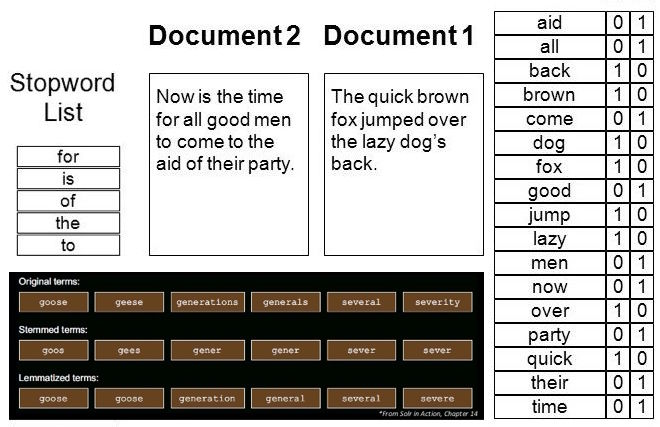 Stopword
List
for
is
of
the
to
Document 2
Now is the time
for all good men
to come to the
aid of their party.
Document 1
The quick brown
fox jumped over
the lazy dog's
back.
aid 0 1
all 0 1
back 1 0
brown 1 0
come 0 1
dog 1 0
fox 1 0
good 0 1
jump 1 0
lazy 1 0
men 0 1
now 0 1
over 1 0
party 0 1
quick 1 0
their 0 1
time 0 1
Original terms:
goose geese generations generals several severity
Stemmed terms:
goos gees gener gener sever sever
Lemmatized terms:
goose goose generation general several severe
*From Solr in Action, Chapter 14